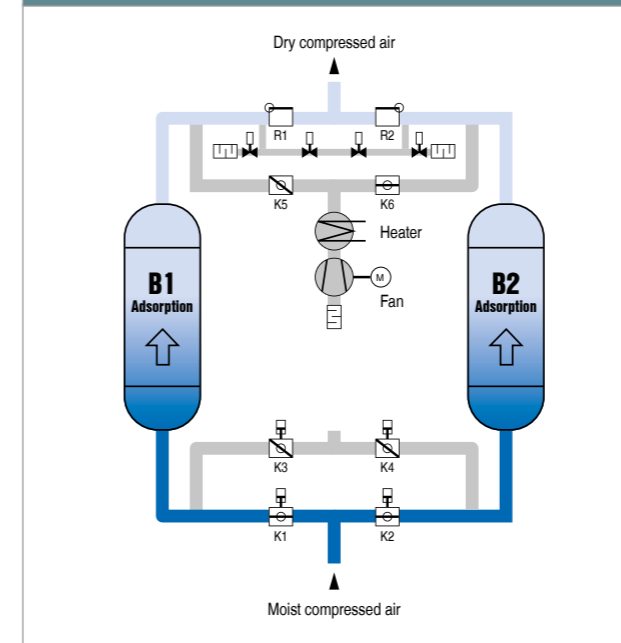 Dry compressed air
R1
R2
K5
K6
Heater
B1
Adsorption
M
Fan
B2
Adsorption
K3
K4
K1
K2
Moist compressed air